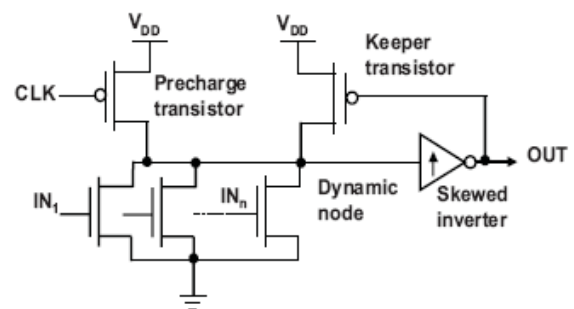 V_DD
V_DD
Keeper
transistor
CLK
Precharge
transistor
OUT
IN_1
IN_n
Dynamic
node
Skewed
inverter